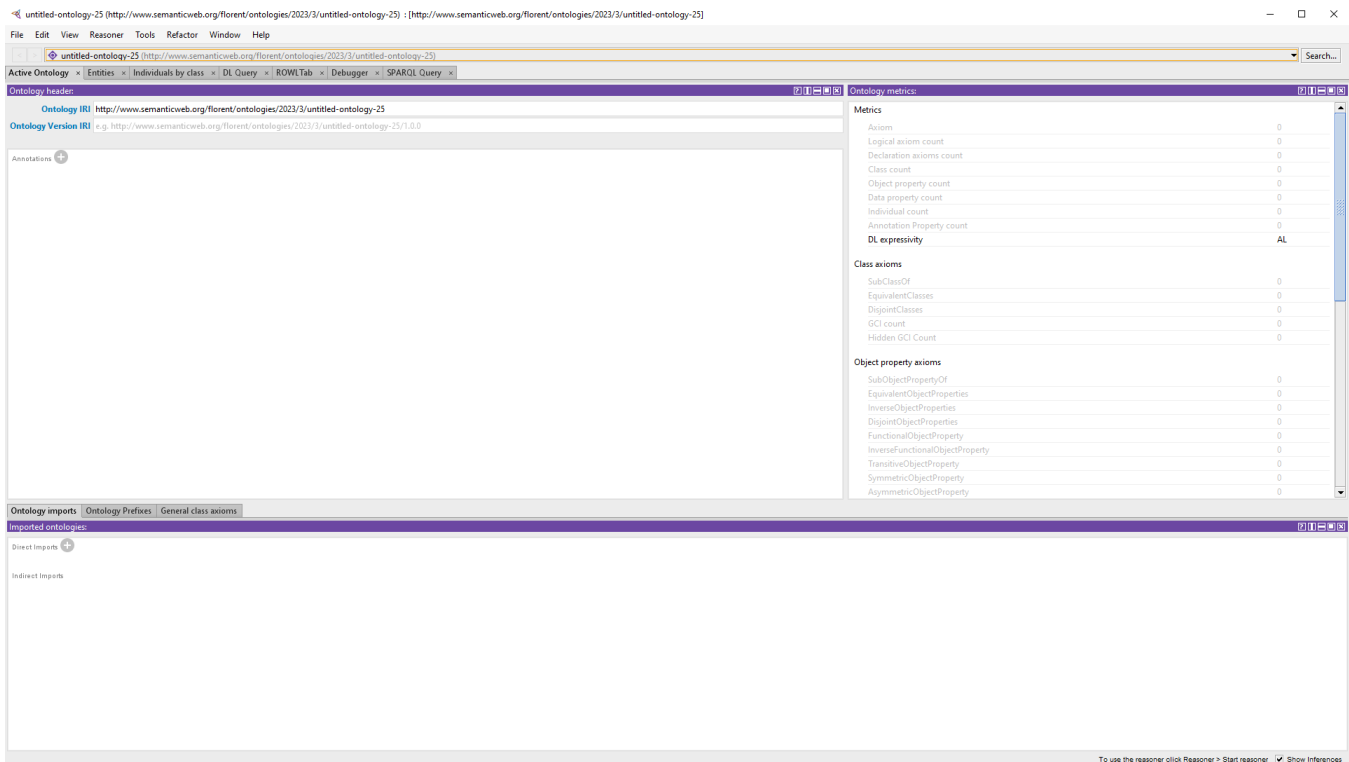 untitled-ontology-25 (http://www.semanticweb.org/florent/ontologies/2023/3/untitled-ontology-25) : [http://www.semanticweb.org/florent/ontologies/2023/3/untitled-ontology-25]
File Edit View Reasoner Tools Refactor Window Help
untitled-ontology-25 (http://www.semanticweb.org/florent/ontologies/2023/3/untitled-ontology-25) Search...
Active Ontology × Entities × Individuals by class × DL Query × ROWLTab × Debugger × SPARQL Query ×
Ontology header:
Ontology IRI http://www.semanticweb.org/florent/ontologies/2023/3/untitled-ontology-25
Ontology Version IRI e.g. http://www.semanticweb.org/florent/ontologies/2023/3/untitled-ontology-25/1.0.0
Annotations
Ontology metrics:
Metrics
Axiom 0
Logical axiom count 0
Declaration axioms count 0
Class count 0
Object property count 0
Data property count 0
Individual count 0
Annotation Property count 0
DL expressivity AL
Class axioms
SubClassOf 0
EquivalentClasses 0
DisjointClasses 0
GCI count 0
Hidden GCI Count 0
Object property axioms
SubObjectPropertyOf 0
EquivalentObjectProperties 0
InverseObjectProperties 0
DisjointObjectProperties 0
FunctionalObjectProperty 0
InverseFunctionalObjectProperty 0
TransitiveObjectProperty 0
SymmetricObjectProperty 0
AsymmetricObjectProperty 0
Ontology imports Ontology Prefixes General class axioms
Imported ontologies:
Direct Imports
Indirect Imports
To use the reasoner click Reasoner > Start reasoner Show Inferences